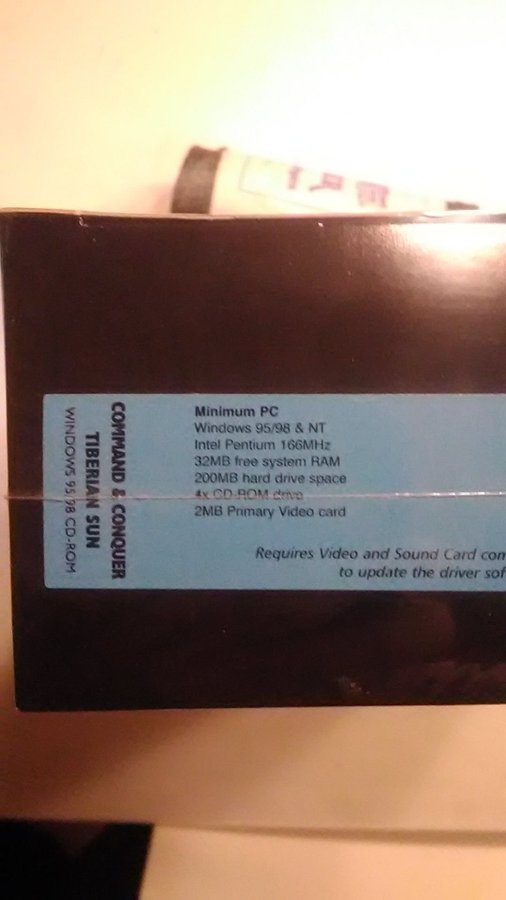 COMMAND & CONQUER
TIBERIAN SUN
WINDOWS 95/98 CD-ROM
Minimum PC
Windows 95/98 & NT
Intel Pentium 166MHz
32MB free system RAM
200MB hard drive space
4x CD-ROM drive
2MB Primary Video card
Requires Video and Sound Card com
to update the driver sof